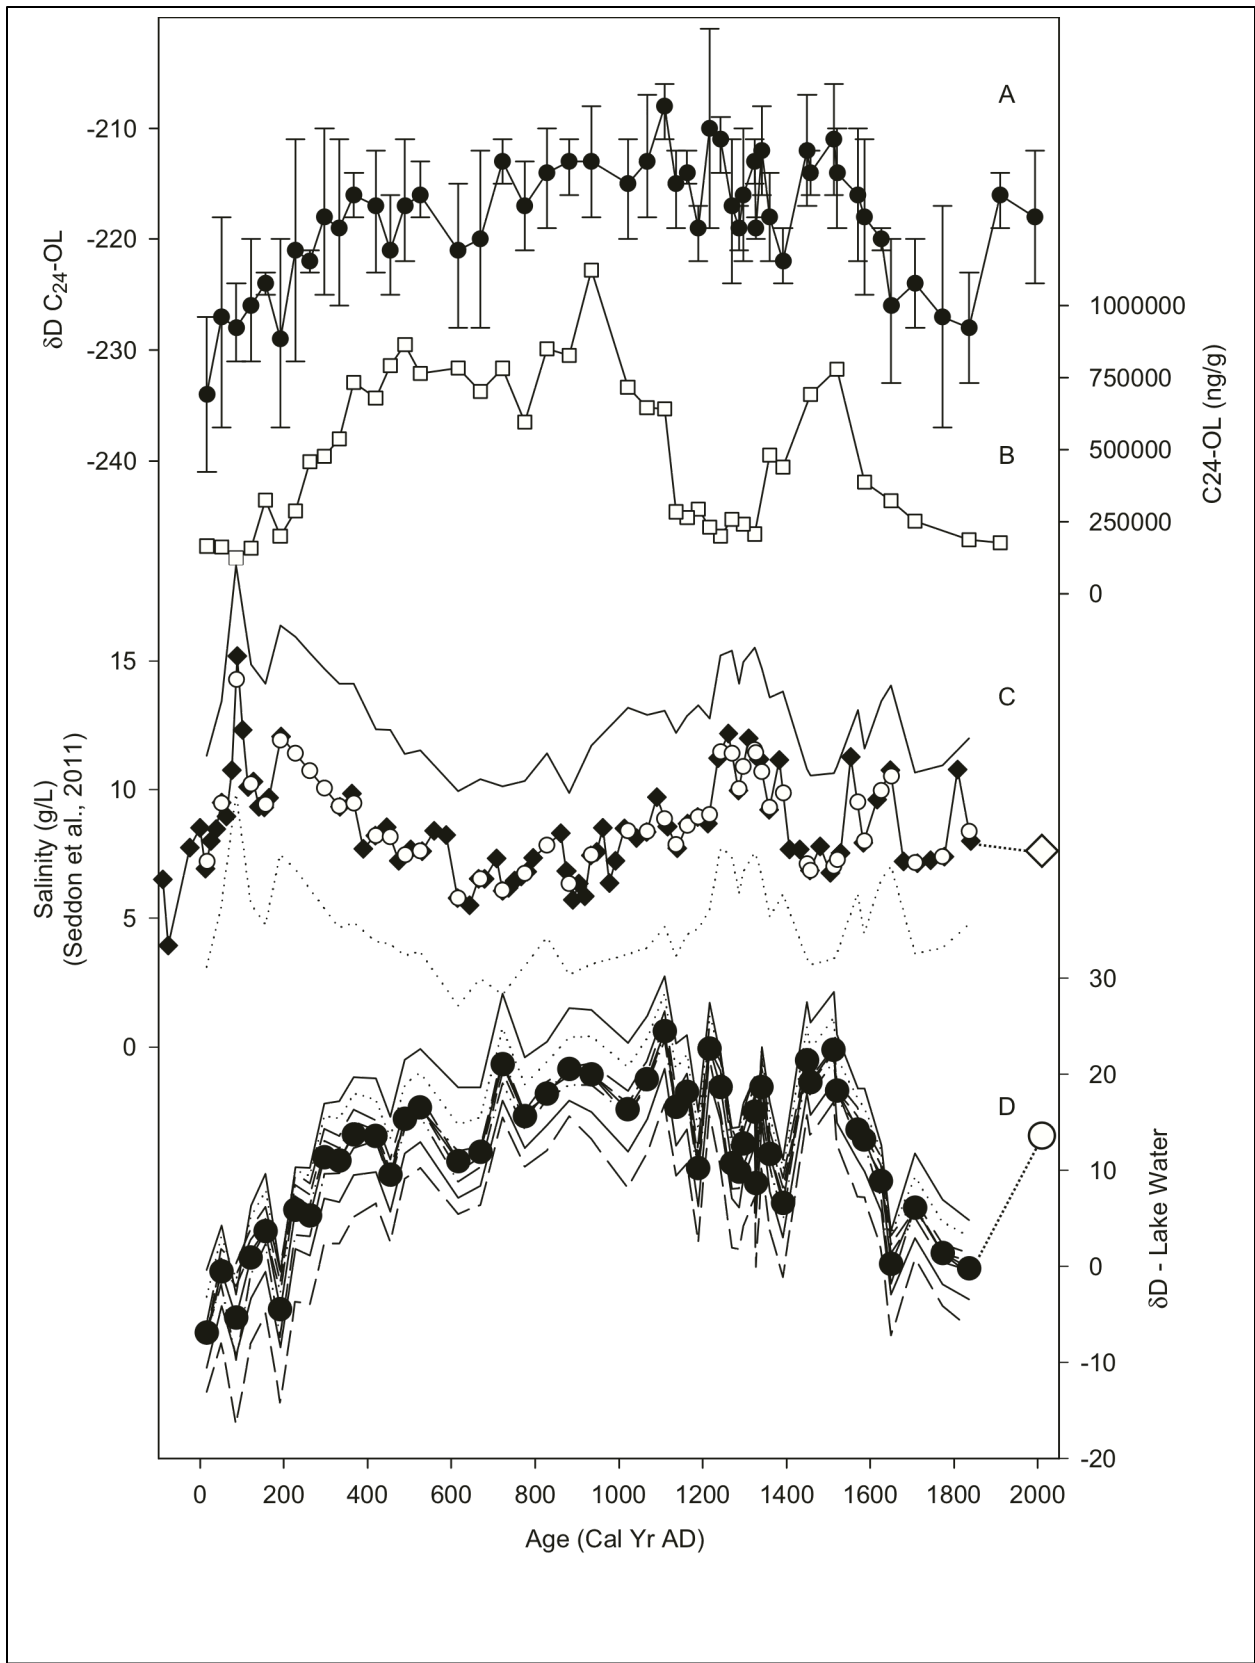 A
-210
-220
-230
-240
δD C24-OL
1000000
750000
500000
250000
0
C24-OL (ng/g)
B
15
10
5
0
Salinity (g/L)
(Seddon et al., 2011)
C
30
20
10
0
-10
-20
δD - Lake Water
D
0 200 400 600 800 1000 1200 1400 1600 1800 2000
Age (Cal Yr AD)